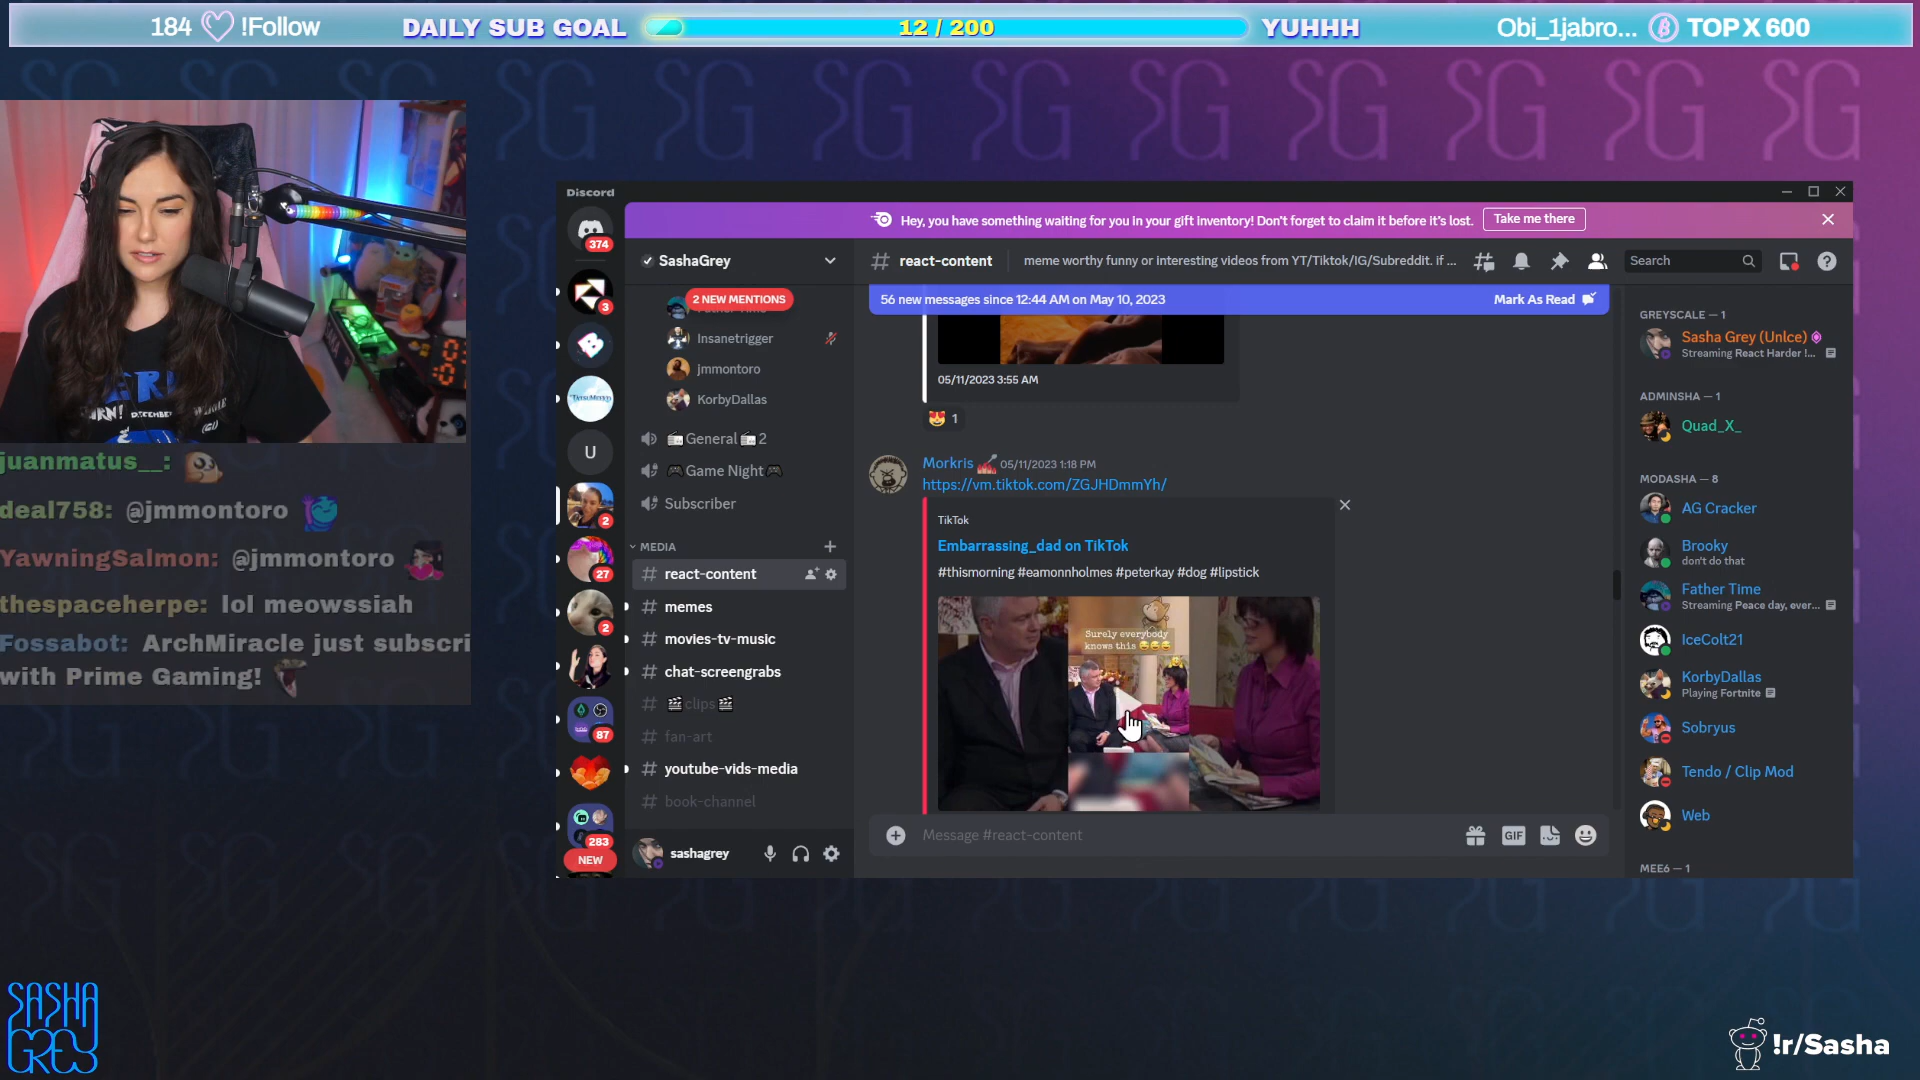 184 !Follow
DAILY SUB GOAL
12 / 200
YUHHH
Obi_1jabro... TOP X 600
juanmatus__:
deal758: @jmmontoro
YawningSalmon: @jmmontoro
thespaceherpe: lol meowssiah
Fossabot: ArchMiracle just subscri
with Prime Gaming!
Discord
Hey, you have something waiting for you in your gift inventory! Don't forget to claim it before it's lost.
Take me there
374
3
U
2
27
2
87
283
NEW
SashaGrey
2 NEW MENTIONS
Insanetrigger
jmmontoro
KorbyDallas
General 2
Game Night
Subscriber
MEDIA
# react-content
# memes
# movies-tv-music
# chat-screengrabs
# clips
# fan-art
# youtube-vids-media
# book-channel
sashagrey
# react-content
meme worthy funny or interesting videos from YT/Tiktok/IG/Subreddit. if ...
Search
56 new messages since 12:44 AM on May 10, 2023
Mark As Read
05/11/2023 3:55 AM
1
Morkris 05/11/2023 1:18 PM
https://vm.tiktok.com/ZGJHDmmYh/
TikTok
Embarrassing_dad on TikTok
#thismorning #eamonnholmes #peterkay #dog #lipstick
Surely everybody
knows this
Message #react-content
GIF
GREYSCALE — 1
Sasha Grey (UnIce)
Streaming React Harder !...
ADMINSHA — 1
Quad_X_
MODASHA — 8
AG Cracker
Brooky
don't do that
Father Time
Streaming Peace day, ever...
IceColt21
KorbyDallas
Playing Fortnite
Sobryus
Tendo / Clip Mod
Web
MEE6 — 1
SASHA
GREY
!r/Sasha